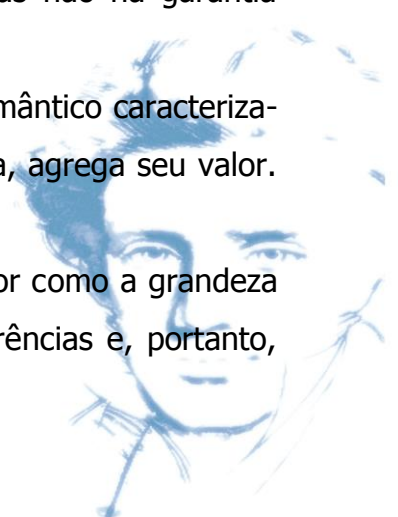 as não há garantia
mântico caracteriza-
a, agrega seu valor.
or como a grandeza
rências e, portanto,